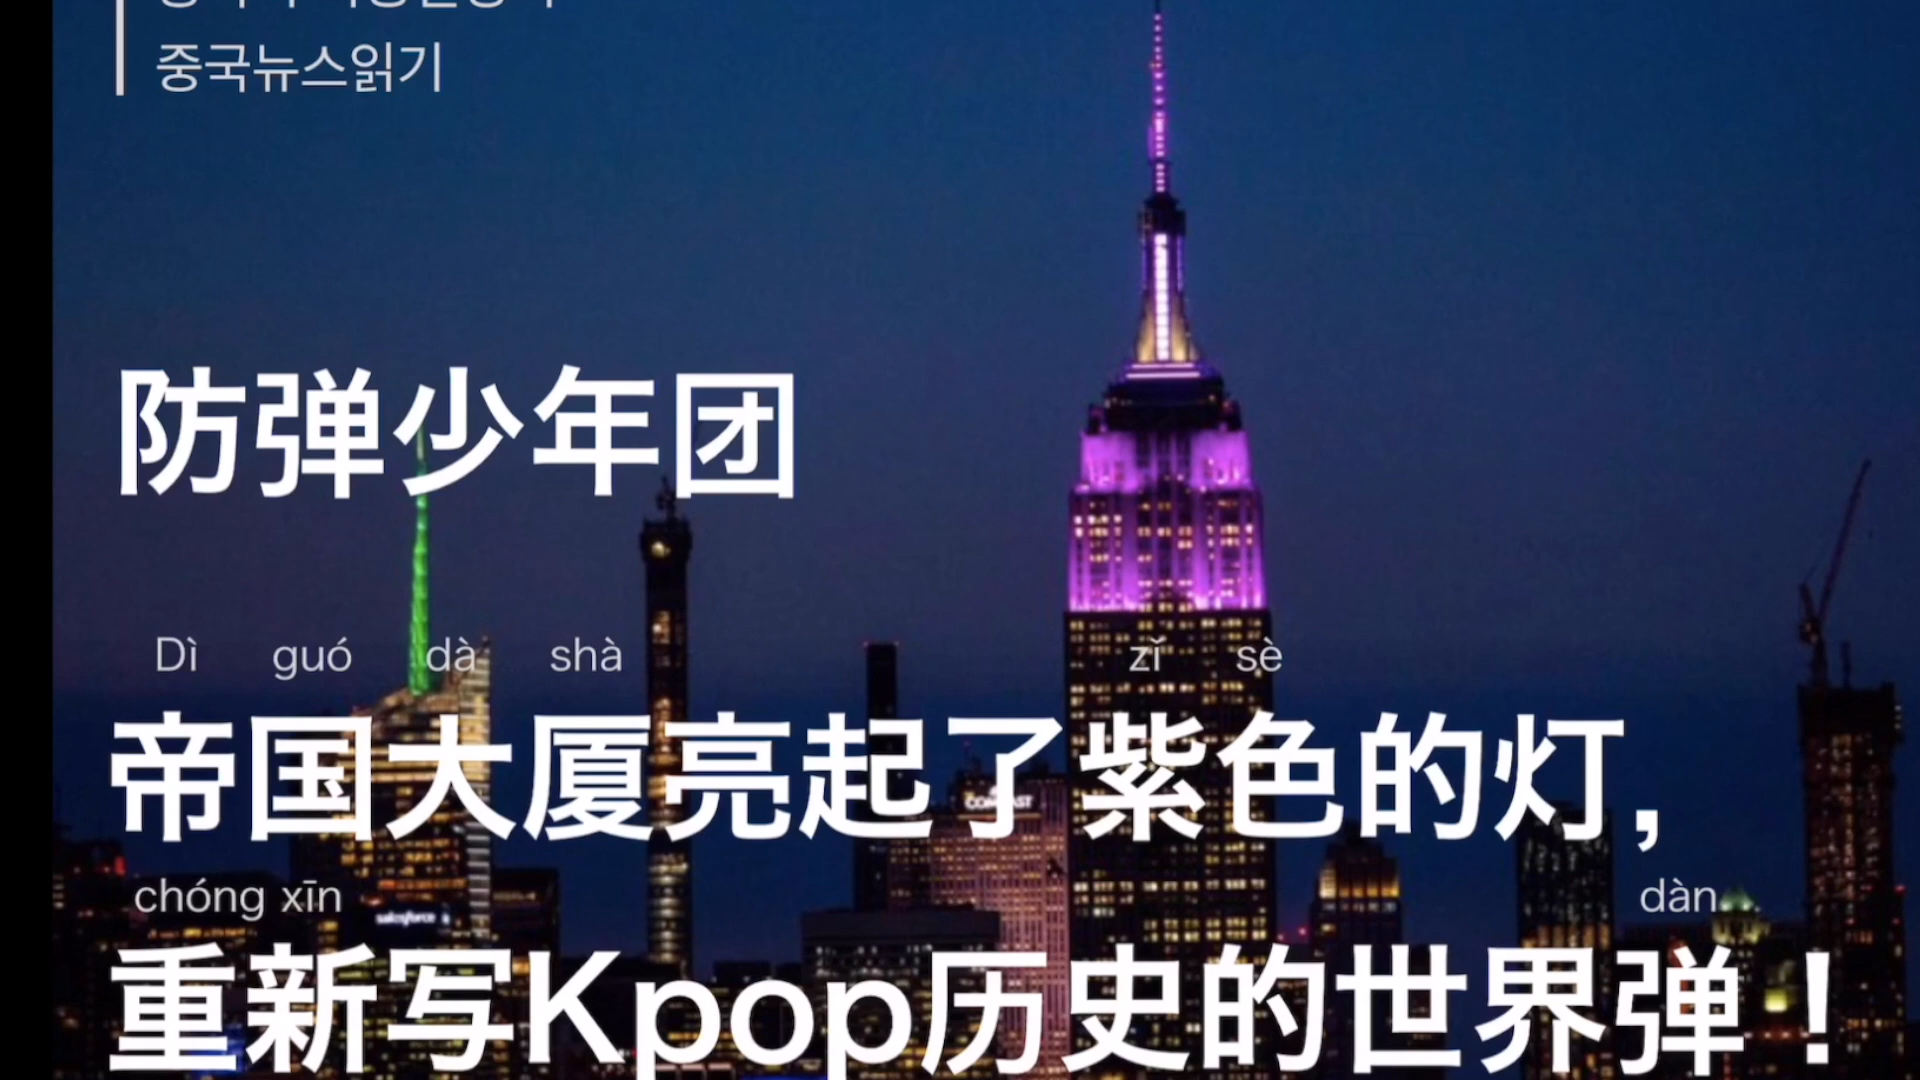 중국뉴스읽기
防弹少年团
Dì guó dà shà zǐ sè
帝国大厦亮起了紫色的灯，
chóng xīn dàn
重新写Kpop历史的世界弹！
salesforce
COMCAST